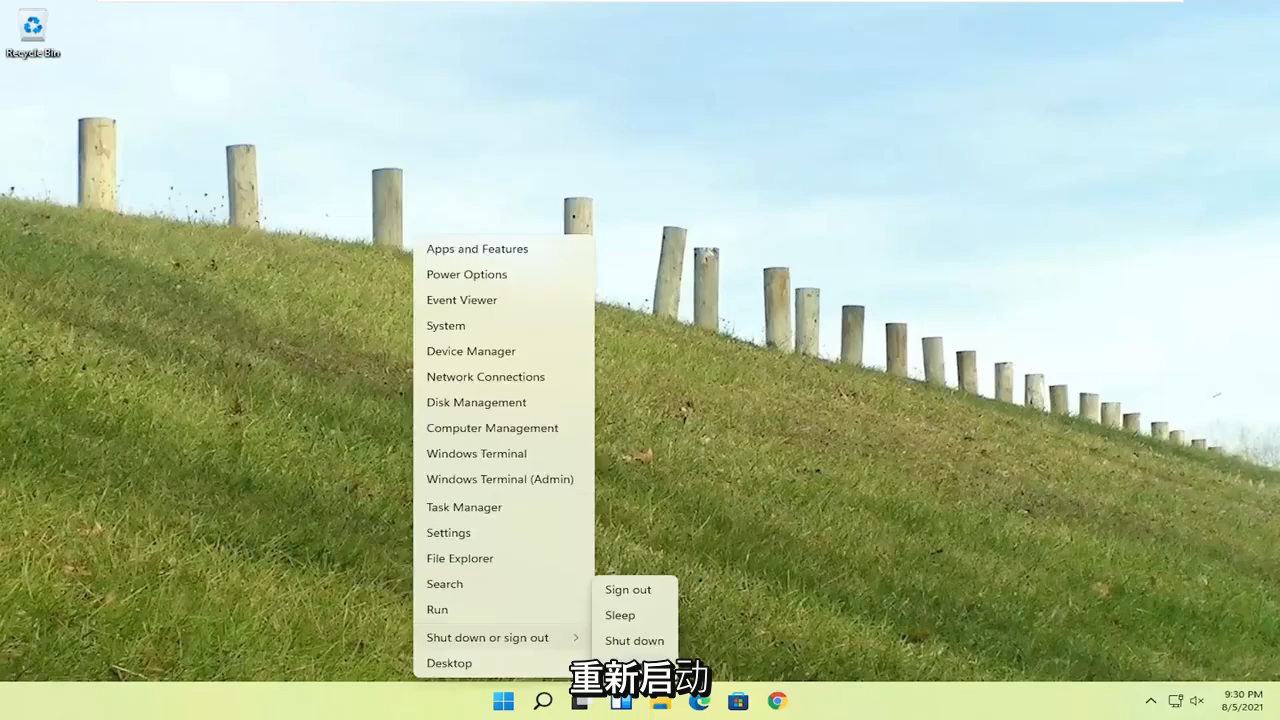 Recycle Bin
Apps and Features
Power Options
Event Viewer
System
Device Manager
Network Connections
Disk Management
Computer Management
Windows Terminal
Windows Terminal (Admin)
Task Manager
Settings
File Explorer
Search
Run
Shut down or sign out
Desktop
Sign out
Sleep
Shut down
重新启动
9:30 PM
8/5/2021